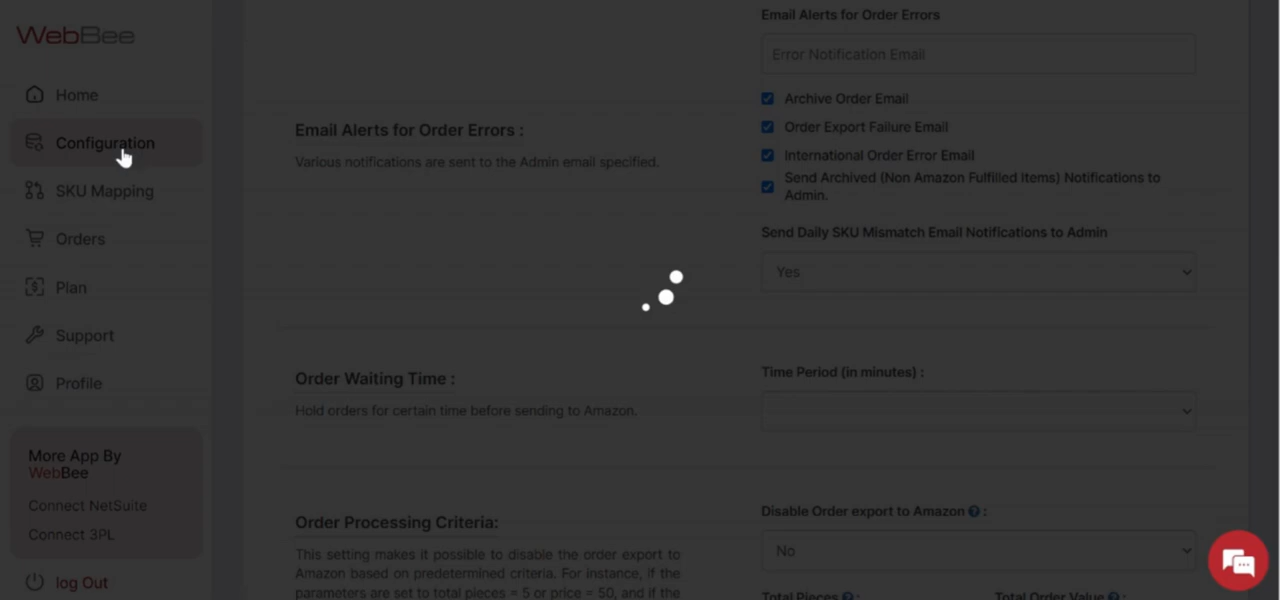 WebBee
Home
Configuration
SKU Mapping
Orders
Plan
Support
Profile
More App By
WebBee
Connect NetSuite
Connect 3PL
log Out
Email Alerts for Order Errors :
Various notifications are sent to the Admin email specified.
Email Alerts for Order Errors
Error Notification Email
Archive Order Email
Order Export Failure Email
International Order Error Email
Send Archived (Non Amazon Fulfilled Items) Notifications to
Admin.
Send Daily SKU Mismatch Email Notifications to Admin
Yes
Order Waiting Time :
Hold orders for certain time before sending to Amazon.
Time Period (in minutes) :
Order Processing Criteria:
This setting makes it possible to disable the order export to
Amazon based on predetermined criteria. For instance, if the
parameters are set to total pieces = 5 or price = 50, and if the
Disable Order export to Amazon ? :
No
Total Pieces ? : Total Order Value ? :